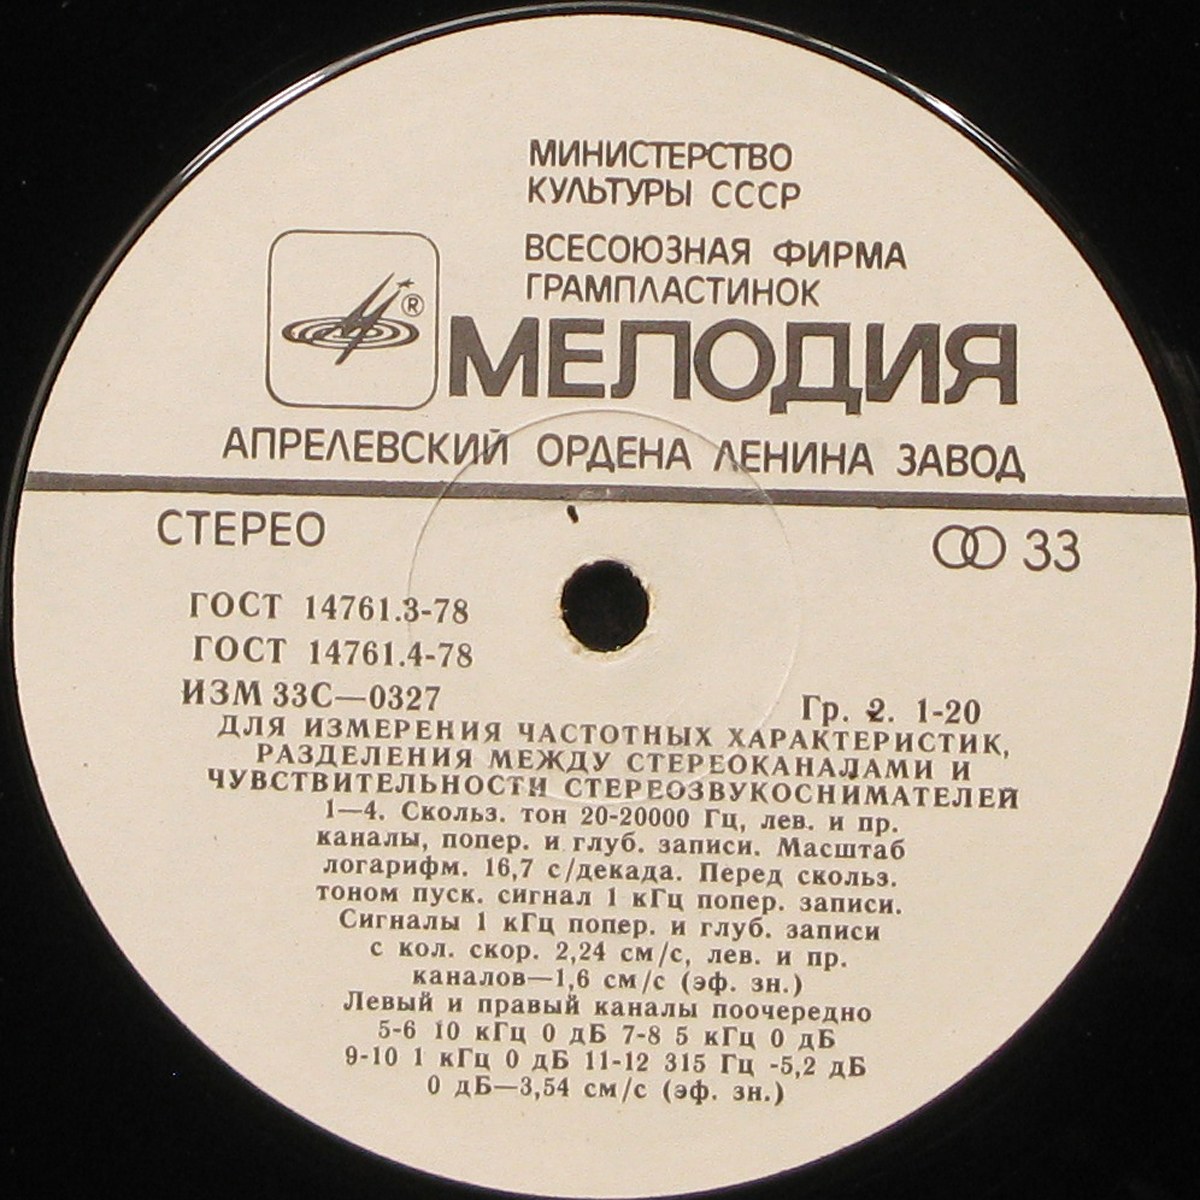 МИНИСТЕРСТВО
КУЛЬТУРЫ СССР
ВСЕСОЮЗНАЯ ФИРМА
ГРАМПЛАСТИНОК
®
МЕЛОДИЯ
АПРЕЛЕВСКИЙ ОРДЕНА ЛЕНИНА ЗАВОД
СТЕРЕО 33
ГОСТ 14761.3-78
ГОСТ 14761.4-78
ИЗМ 33С—0327 Гр. 2. 1-20
ДЛЯ ИЗМЕРЕНИЯ ЧАСТОТНЫХ ХАРАКТЕРИСТИК,
РАЗДЕЛЕНИЯ МЕЖДУ СТЕРЕОКАНАЛАМИ И
ЧУВСТВИТЕЛЬНОСТИ СТЕРЕОЗВУКОСНИМАТЕЛЕЙ
1—4. Скольз. тон 20-20000 Гц, лев. и пр.
каналы, попер. и глуб. записи. Масштаб
логарифм. 16,7 с/декада. Перед скольз.
тоном пуск. сигнал 1 кГц попер. записи.
Сигналы 1 кГц попер. и глуб. записи
с кол. скор. 2,24 см/с, лев. и пр.
каналов—1,6 см/с (эф. зн.)
Левый и правый каналы поочередно
5-6 10 кГц 0 дБ 7-8 5 кГц 0 дБ
9-10 1 кГц 0 дБ 11-12 315 Гц -5,2 дБ
0 дБ—3,54 см/с (эф. зн.)